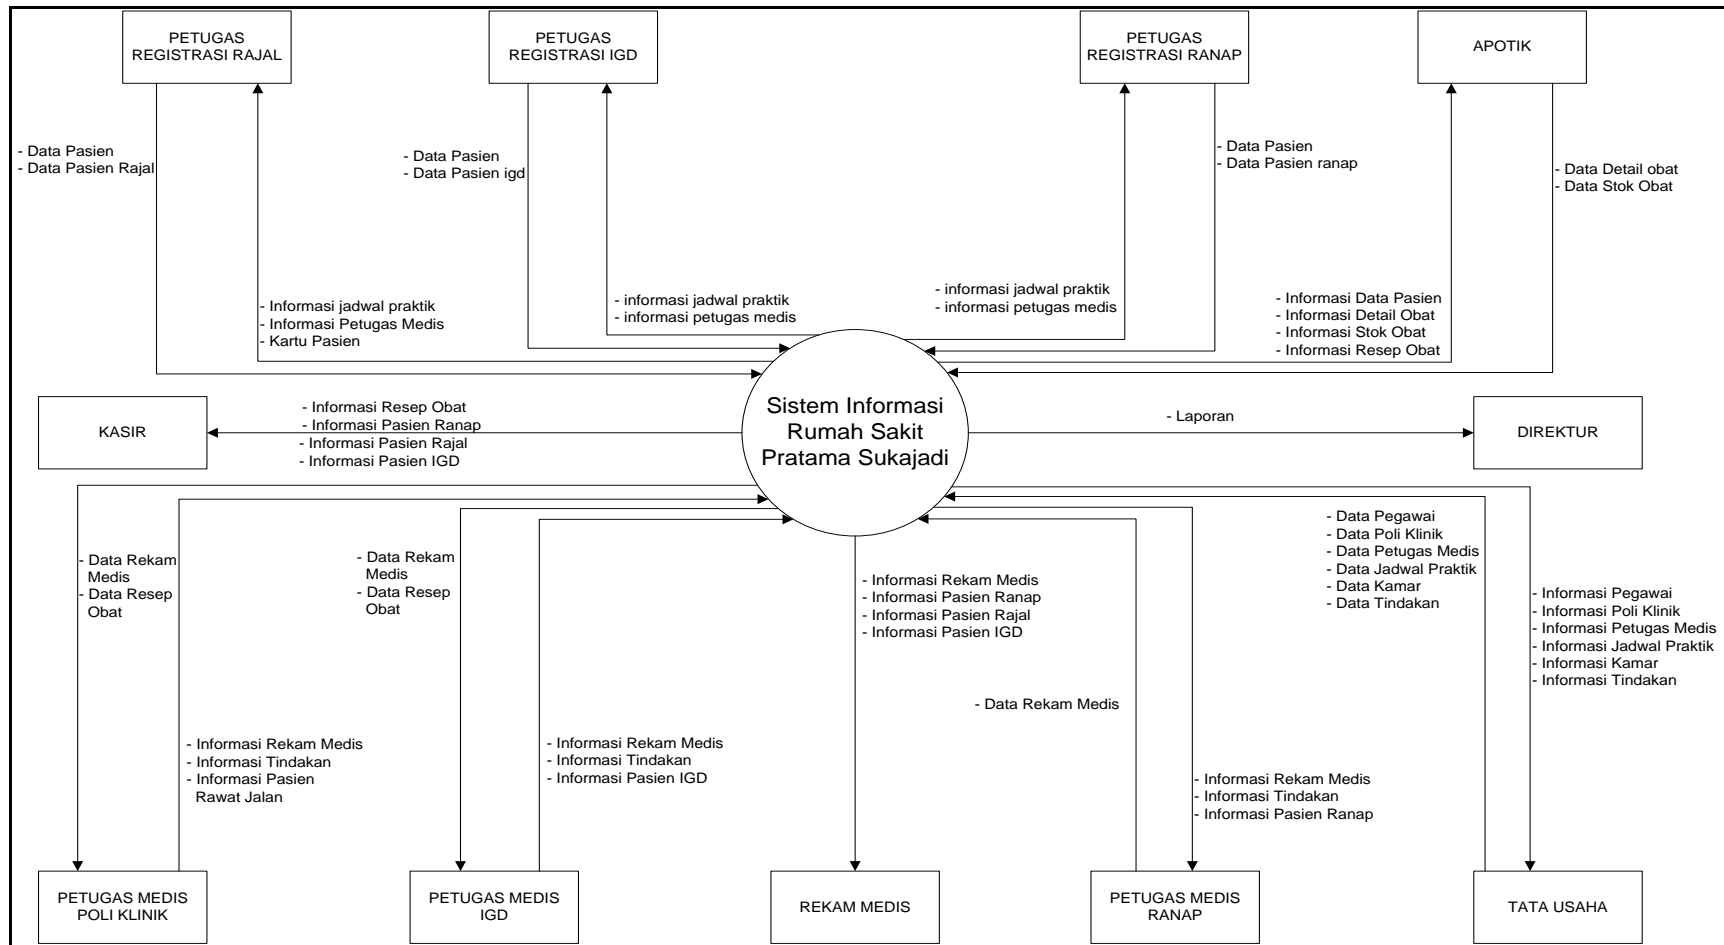 PETUGAS
REGISTRASI RAJAL
PETUGAS
REGISTRASI IGD
PETUGAS
REGISTRASI RANAP
APOTIK
- Data Pasien
- Data Pasien Rajal
- Data Pasien
- Data Pasien igd
- Data Pasien
- Data Pasien ranap
- Data Detail obat
- Data Stok Obat
- Informasi jadwal praktik
- Informasi Petugas Medis
- Kartu Pasien
- informasi jadwal praktik
- informasi petugas medis
- informasi jadwal praktik
- informasi petugas medis
- Informasi Data Pasien
- Informasi Detail Obat
- Informasi Stok Obat
- Informasi Resep Obat
KASIR
- Informasi Resep Obat
- Informasi Pasien Ranap
- Informasi Pasien Rajal
- Informasi Pasien IGD
Sistem Informasi
Rumah Sakit
Pratama Sukajadi
- Laporan
DIREKTUR
- Data Rekam
Medis
- Data Resep
Obat
- Data Rekam
Medis
- Data Resep
Obat
- Informasi Rekam Medis
- Informasi Pasien Ranap
- Informasi Pasien Rajal
- Informasi Pasien IGD
- Data Pegawai
- Data Poli Klinik
- Data Petugas Medis
- Data Jadwal Praktik
- Data Kamar
- Data Tindakan
- Informasi Pegawai
- Informasi Poli Klinik
- Informasi Petugas Medis
- Informasi Jadwal Praktik
- Informasi Kamar
- Informasi Tindakan
- Data Rekam Medis
- Informasi Rekam Medis
- Informasi Tindakan
- Informasi Pasien
Rawat Jalan
- Informasi Rekam Medis
- Informasi Tindakan
- Informasi Pasien IGD
- Informasi Rekam Medis
- Informasi Tindakan
- Informasi Pasien Ranap
PETUGAS MEDIS
POLI KLINIK
PETUGAS MEDIS
IGD
REKAM MEDIS
PETUGAS MEDIS
RANAP
TATA USAHA